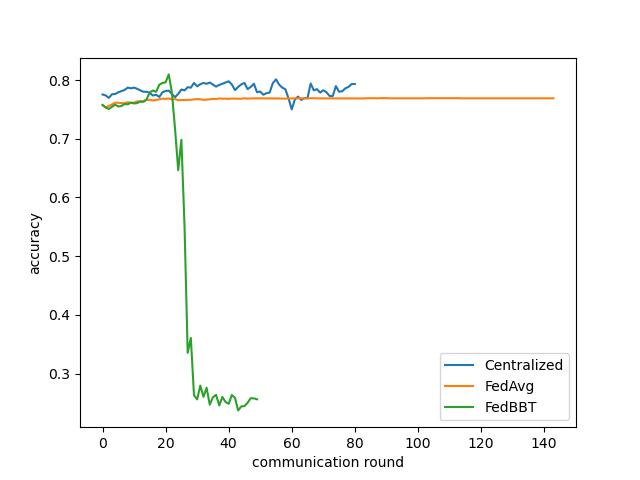 accuracy
0.8
0.7
0.6
0.5
0.4
0.3
0 20 40 60 80 100 120 140
communication round
Centralized
FedAvg
FedBBT